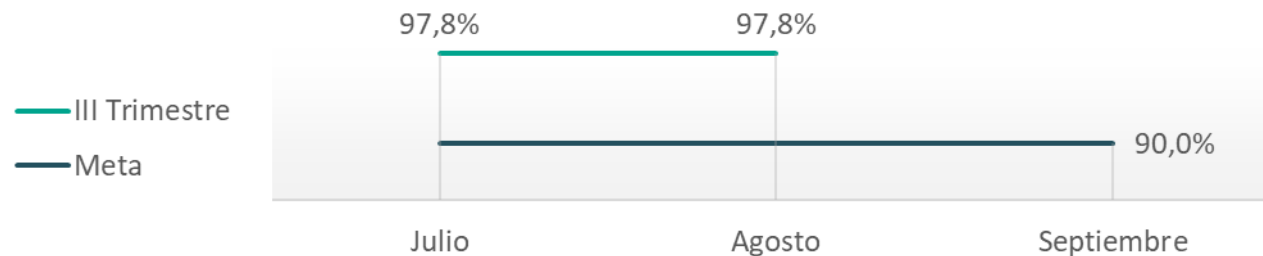 97,8% 97,8%
III Trimestre
Meta
90,0%
Julio Agosto Septiembre